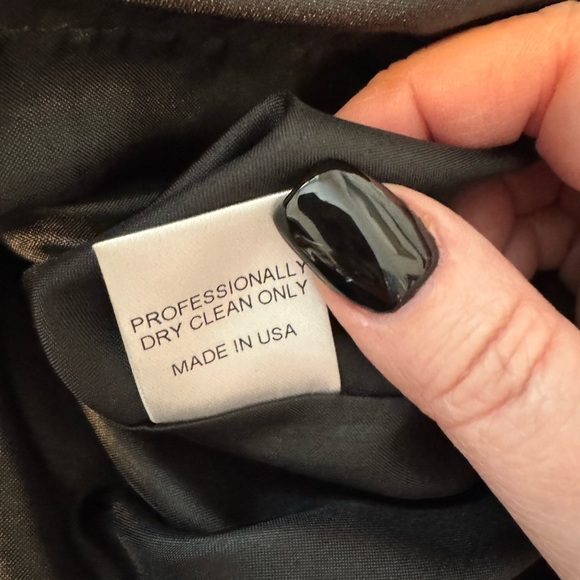 PROFESSIONALLY
DRY CLEAN ONLY
MADE IN USA